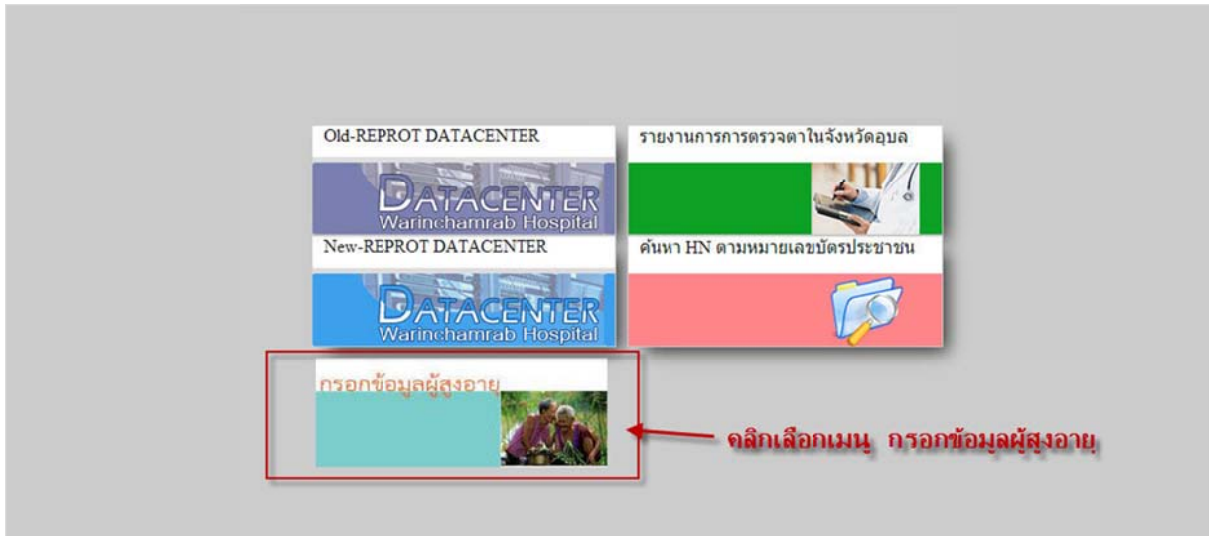 Old-REPROT DATACENTER
รายงานการการตรวจตาในจังหวัดอุบล
DATACENTER
Warinchamrab Hospital
New-REPROT DATACENTER
ค้นหา HN ตามหมายเลขบัตรประชาชน
DATACENTER
Warinchamrab Hospital
กรอกข้อมูลผู้สูงอายุ
คลิกเลือกเมนู กรอกข้อมูลผู้สูงอายุ